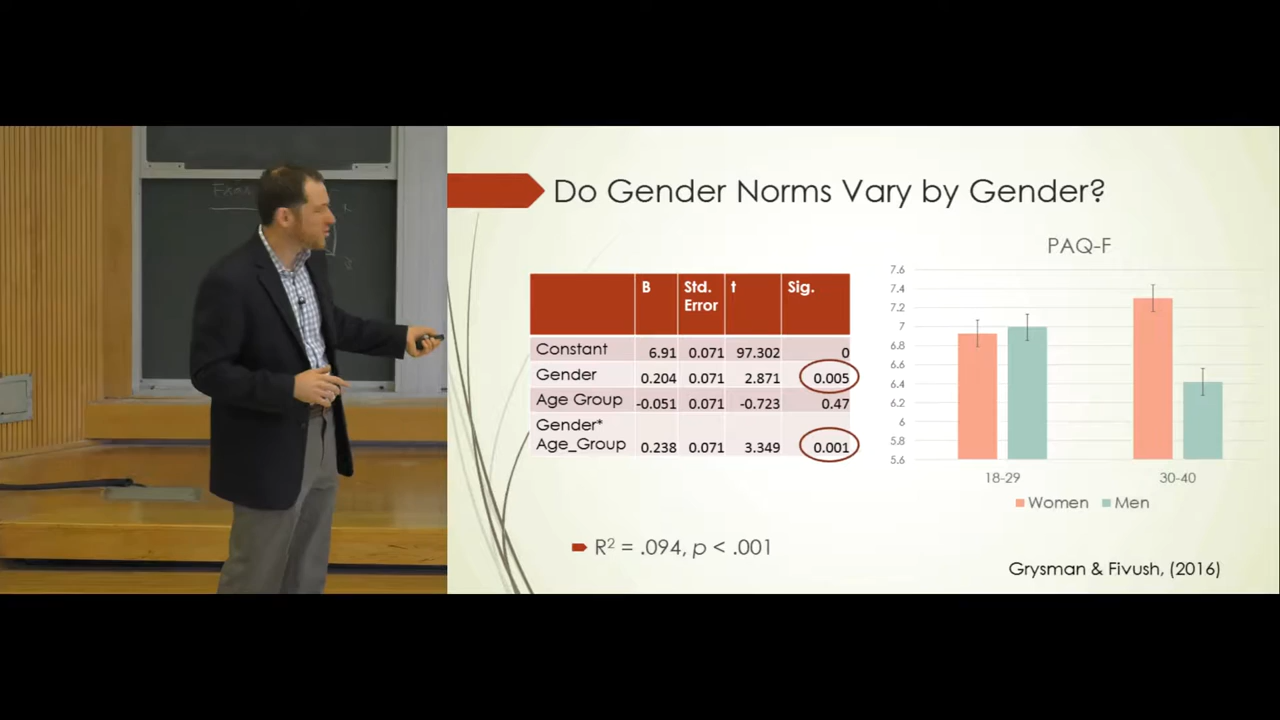 Do Gender Norms Vary by Gender?
PAQ-F
B Std. Error t Sig.
Constant 6.91 0.071 97.302 0
Gender 0.204 0.071 2.871 0.005
Age Group -0.051 0.071 -0.723 0.47
Gender* Age_Group 0.238 0.071 3.349 0.001
7.6
7.4
7.2
7
6.8
6.6
6.4
6.2
6
5.8
5.6
18-29 30-40
Women Men
R² = .094, p < .001
Grysman & Fivush, (2016)